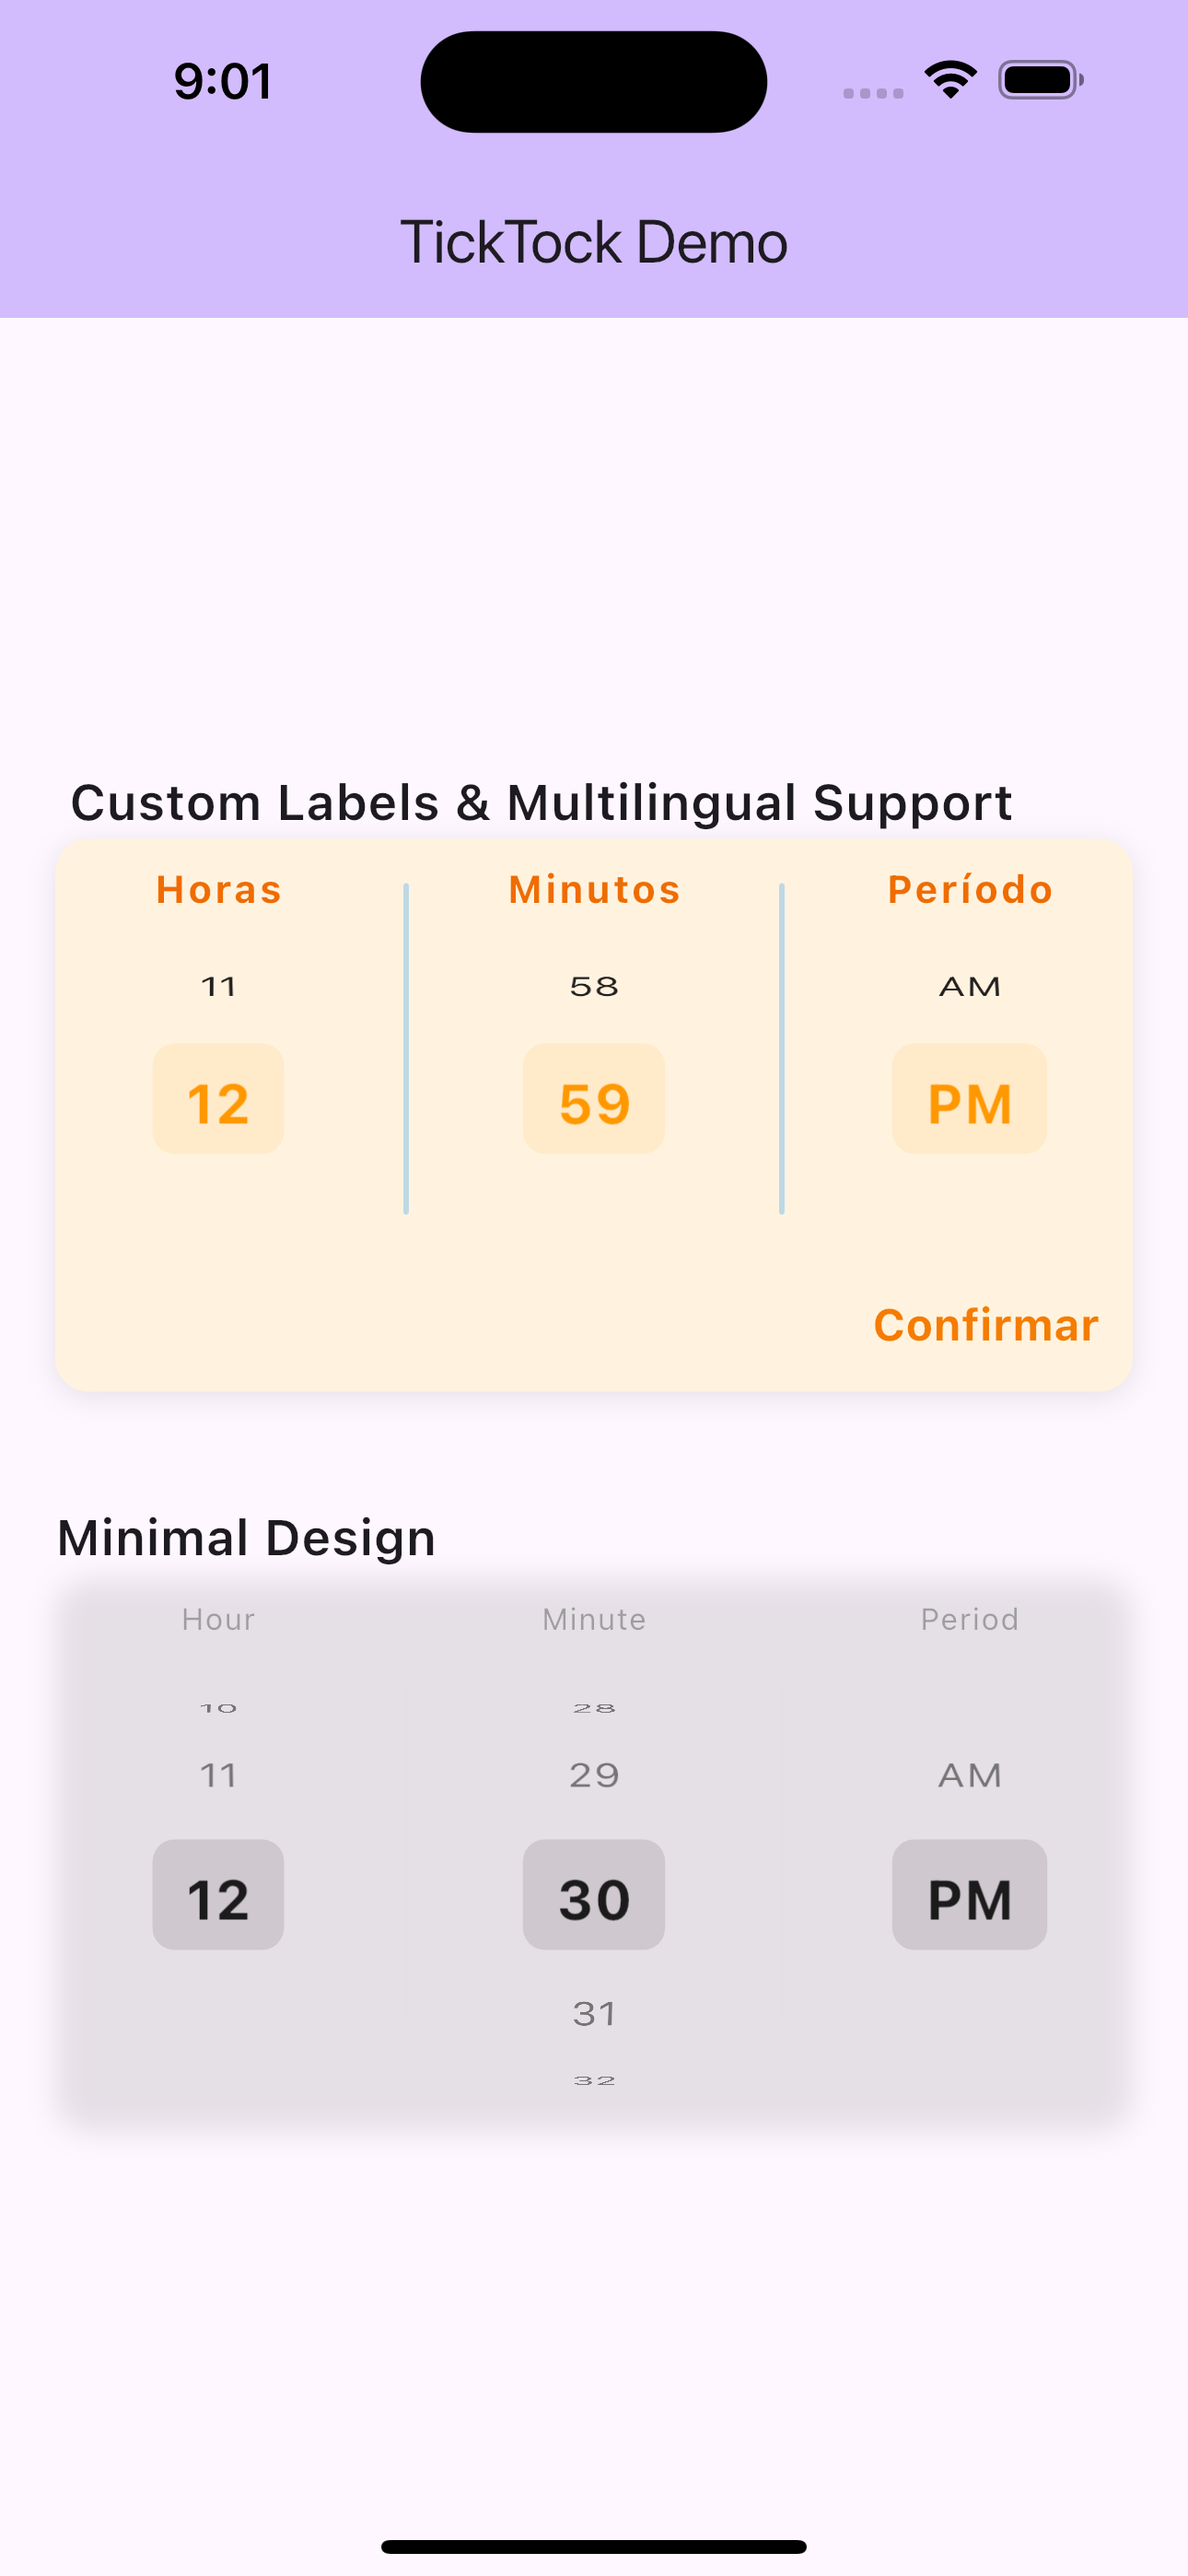 9:01
TickTock Demo
Custom Labels & Multilingual Support
Horas Minutos Período
11 58 AM
12 59 PM
Confirmar
Minimal Design
Hour Minute Period
10 28
11 29 AM
12 30 PM
31
32